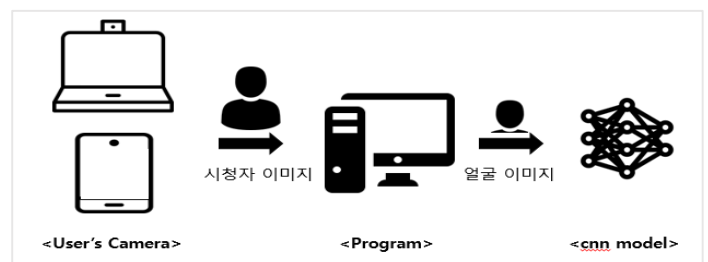 시청자 이미지
얼굴 이미지
<User's Camera>
<Program>
<cnn model>